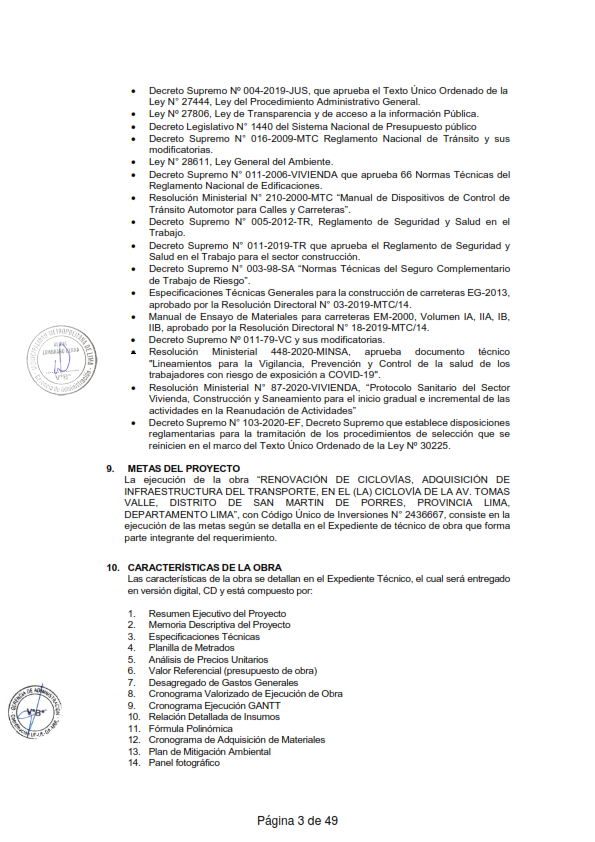 • Decreto Supremo Nº 004-2019-JUS, que aprueba el Texto Único Ordenado de la
Ley N° 27444, Ley del Procedimiento Administrativo General.
• Ley Nº 27806, Ley de Transparencia y de acceso a la información Pública.
• Decreto Legislativo N° 1440 del Sistema Nacional de Presupuesto público
• Decreto Supremo N° 016-2009-MTC Reglamento Nacional de Tránsito y sus
modificatorias.
• Ley N° 28611, Ley General del Ambiente.
• Decreto Supremo N° 011-2006-VIVIENDA que aprueba 66 Normas Técnicas del
Reglamento Nacional de Edificaciones.
• Resolución Ministerial N° 210-2000-MTC "Manual de Dispositivos de Control de
Tránsito Automotor para Calles y Carreteras".
• Decreto Supremo N° 005-2012-TR, Reglamento de Seguridad y Salud en el
Trabajo.
• Decreto Supremo N° 011-2019-TR que aprueba el Reglamento de Seguridad y
Salud en el Trabajo para el sector construcción.
• Decreto Supremo N° 003-98-SA "Normas Técnicas del Seguro Complementario
de Trabajo de Riesgo".
• Especificaciones Técnicas Generales para la construcción de carreteras EG-2013,
aprobado por la Resolución Directoral N° 03-2019-MTC/14.
• Manual de Ensayo de Materiales para carreteras EM-2000, Volumen IA, IIA, IB,
IIB, aprobado por la Resolución Directoral N° 18-2019-MTC/14.
• Decreto Supremo Nº 011-79-VC y sus modificatorias.
• Resolución Ministerial 448-2020-MINSA, aprueba documento técnico
"Lineamientos para la Vigilancia, Prevención y Control de la salud de los
trabajadores con riesgo de exposición a COVID-19".
• Resolución Ministerial N° 87-2020-VIVIENDA, "Protocolo Sanitario del Sector
Vivienda, Construcción y Saneamiento para el inicio gradual e incremental de las
actividades en la Reanudación de Actividades"
• Decreto Supremo N° 103-2020-EF, Decreto Supremo que establece disposiciones
reglamentarias para la tramitación de los procedimientos de selección que se
reinicien en el marco del Texto Único Ordenado de la Ley Nº 30225.
9. METAS DEL PROYECTO
La ejecución de la obra "RENOVACIÓN DE CICLOVÍAS, ADQUISICIÓN DE
INFRAESTRUCTURA DEL TRANSPORTE, EN EL (LA) CICLOVÍA DE LA AV. TOMAS
VALLE, DISTRITO DE SAN MARTIN DE PORRES, PROVINCIA LIMA,
DEPARTAMENTO LIMA", con Código Único de Inversiones N° 2436667, consiste en la
ejecución de las metas según se detalla en el Expediente de técnico de obra que forma
parte integrante del requerimiento.
10. CARACTERÍSTICAS DE LA OBRA
Las características de la obra se detallan en el Expediente Técnico, el cual será entregado
en versión digital, CD y está compuesto por:
1. Resumen Ejecutivo del Proyecto
2. Memoria Descriptiva del Proyecto
3. Especificaciones Técnicas
4. Planilla de Metrados
5. Análisis de Precios Unitarios
6. Valor Referencial (presupuesto de obra)
7. Desagregado de Gastos Generales
8. Cronograma Valorizado de Ejecución de Obra
9. Cronograma Ejecución GANTT
10. Relación Detallada de Insumos
11. Fórmula Polinómica
12. Cronograma de Adquisición de Materiales
13. Plan de Mitigación Ambiental
14. Panel fotográfico
Página 3 de 49